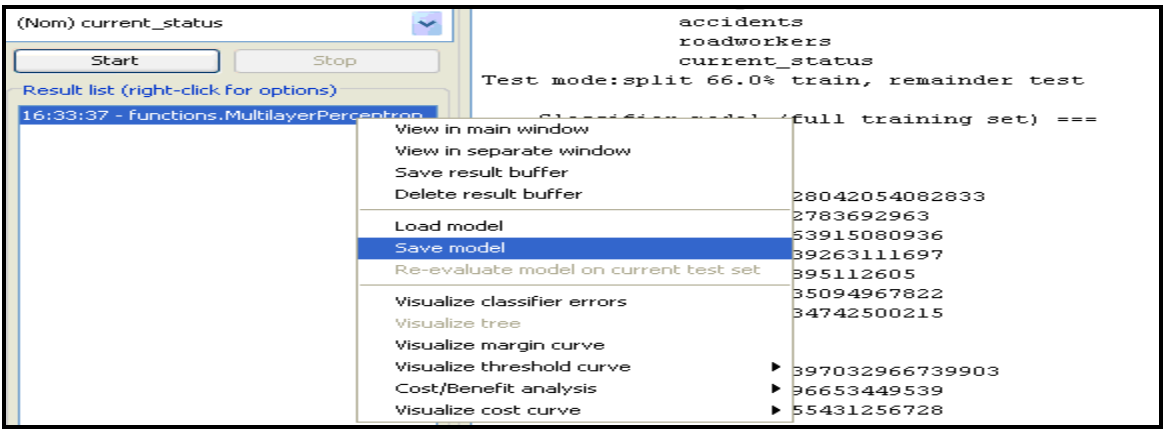 (Nom) current_status
Start
Stop
Result list (right-click for options)
16:33:37 - functions.MultilayerPerceptron
View in main window
View in separate window
Save result buffer
Delete result buffer
Load model
Save model
Re-evaluate model on current test set
Visualize classifier errors
Visualize tree
Visualize margin curve
Visualize threshold curve
Cost/Benefit analysis
Visualize cost curve
accidents
roadworkers
current_status
Test mode:split 66.0% train, remainder test
(full training set) ===
28042054082833
2783692963
53915080936
39263111697
395112605
35094967822
34742500215
397032966739903
96653449539
55431256728